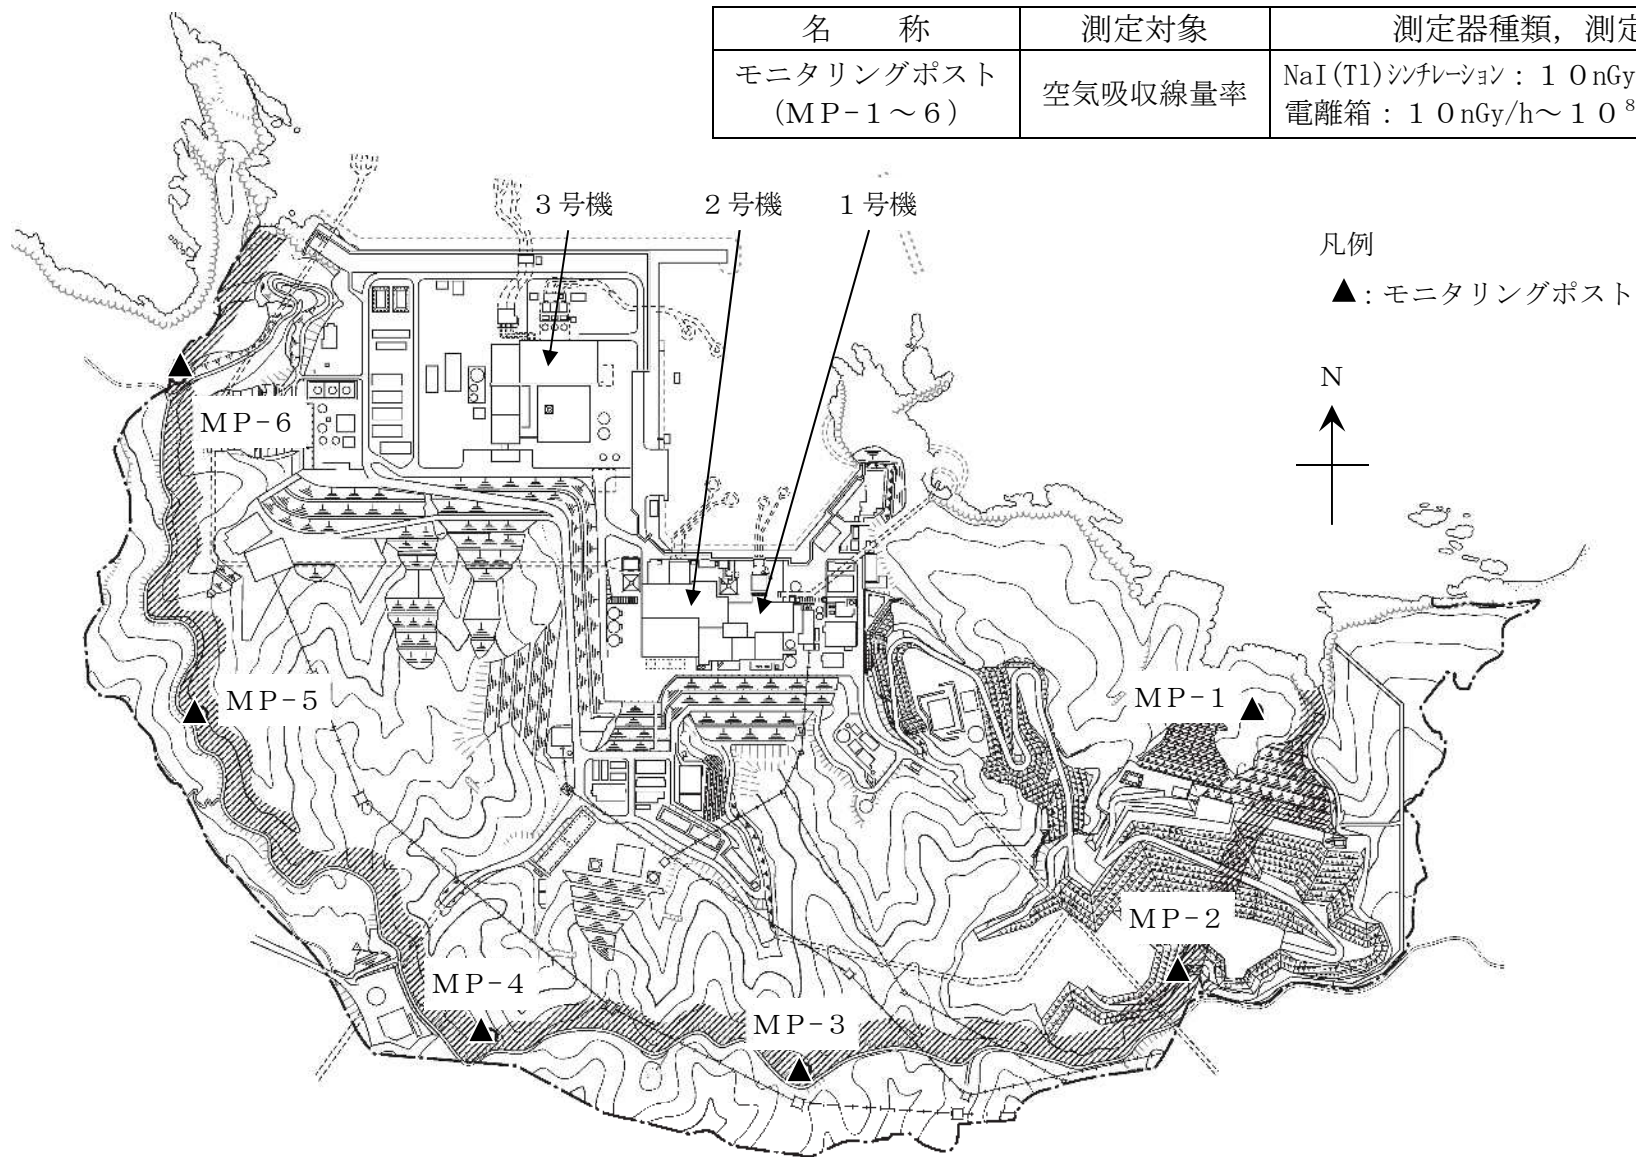 名　　称
測定対象
測定器種類，測定
モニタリングポスト
(ＭＰ-１～６)
空気吸収線量率
NaI(Tl)ｼﾝﾁﾚｰｼｮﾝ：１０nGy
電離箱：１０nGy/h～１０⁸
３号機
２号機
１号機
凡例
▲：モニタリングポスト
Ｎ
ＭＰ-６
ＭＰ-５
ＭＰ-１
ＭＰ-２
ＭＰ-４
ＭＰ-３